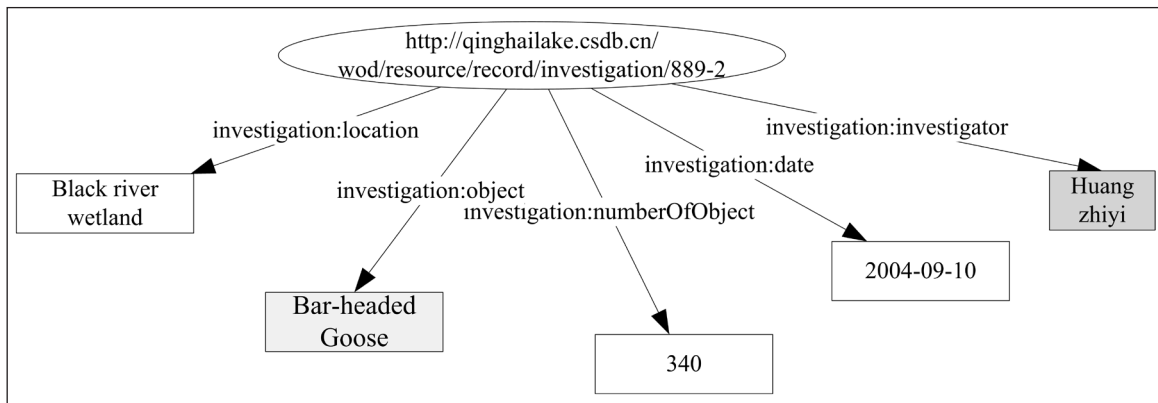 http://qinghailake.csdb.cn/
wod/resource/record/investigation/889-2
investigation:location
investigation:investigator
investigation:date
investigation:object
investigation:numberOfObject
Black river
wetland
Huang
zhiyi
2004-09-10
Bar-headed
Goose
340